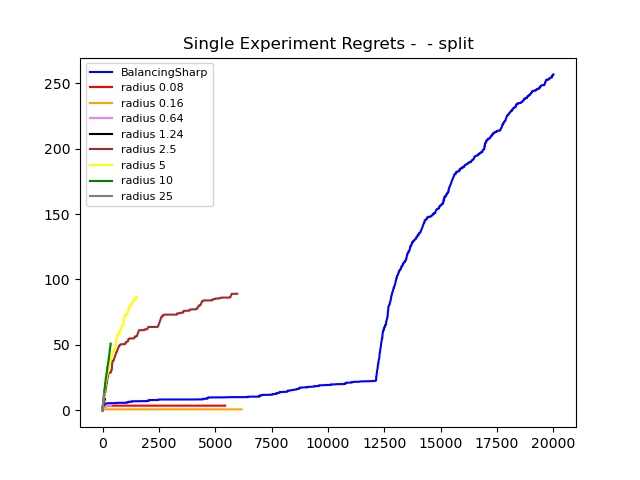 Single Experiment Regrets -  - split
BalancingSharp
radius 0.08
radius 0.16
radius 0.64
radius 1.24
radius 2.5
radius 5
radius 10
radius 25
250
200
150
100
50
0
0 2500 5000 7500 10000 12500 15000 17500 20000